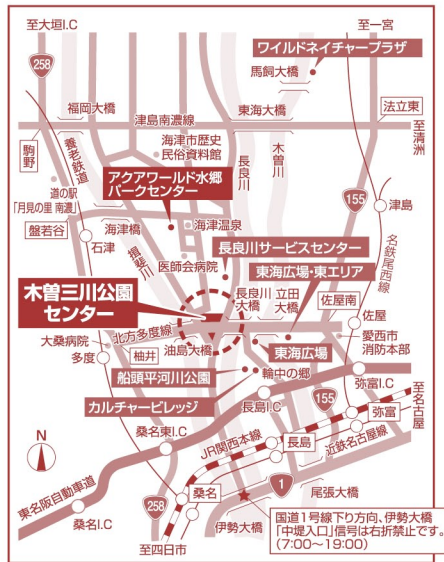 至大垣I.C
至一宮
258
ワイルドネイチャープラザ
馬飼大橋
福岡大橋
東海大橋
法立東
津島南濃線
駒野
養老鉄道
海津市歴史
民俗資料館
長良川
木曽川
至清洲
道の駅
「月見の里 南濃」
アクアワールド水郷
パークセンター
155
津島
盤若谷
海津橋
海津温泉
石津
揖斐川
長良川サービスセンター
名鉄尾西線
医師会病院
東海広場・東エリア
木曽三川公園
センター
長良川
大橋
立田
大橋
佐屋南
佐屋
北方多度線
大桑病院
油島大橋
愛西市
消防本部
多度
柚井
東海広場
船頭平河川公園
輪中の郷
弥富I.C
カルチャービレッジ
長島I.C
155
弥富
至名古屋
桑名東I.C
JR関西本線
長島
近鉄名古屋線
N
桑名
1
尾張大橋
東名阪自動車道
258
桑名I.C
伊勢大橋
至四日市
国道1号線下り方向、伊勢大橋
「中堤入口」信号は右折禁止です。
(7:00〜19:00)